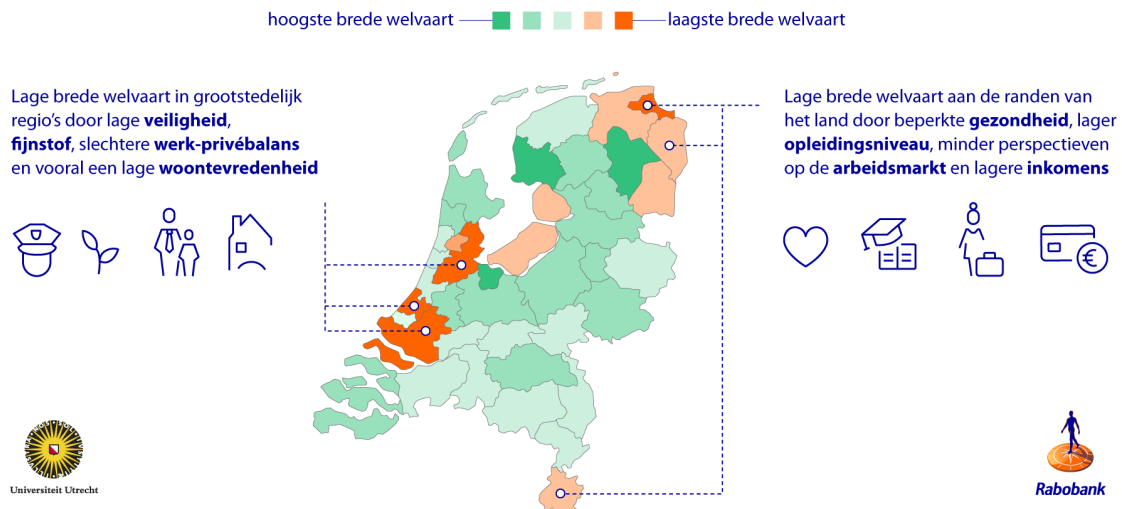 hoogste brede welvaart
laagste brede welvaart
Lage brede welvaart in grootstedelijk
regio's door lage veiligheid,
fijnstof, slechtere werk-privébalans
en vooral een lage woontevredenheid
Lage brede welvaart aan de randen van
het land door beperkte gezondheid, lager
opleidingsniveau, minder perspectieven
op de arbeidsmarkt en lagere inkomens
€
Universiteit Utrecht
Rabobank